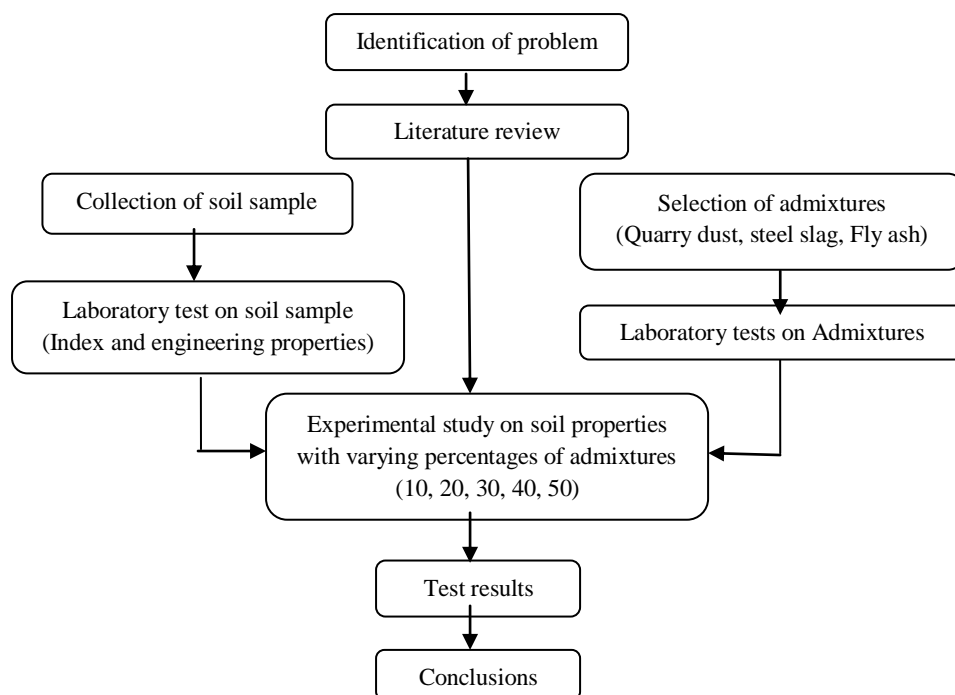 Identification of problem
Literature review
Collection of soil sample
Selection of admixtures
(Quarry dust, steel slag, Fly ash)
Laboratory test on soil sample
(Index and engineering properties)
Laboratory tests on Admixtures
Experimental study on soil properties
with varying percentages of admixtures
(10, 20, 30, 40, 50)
Test results
Conclusions